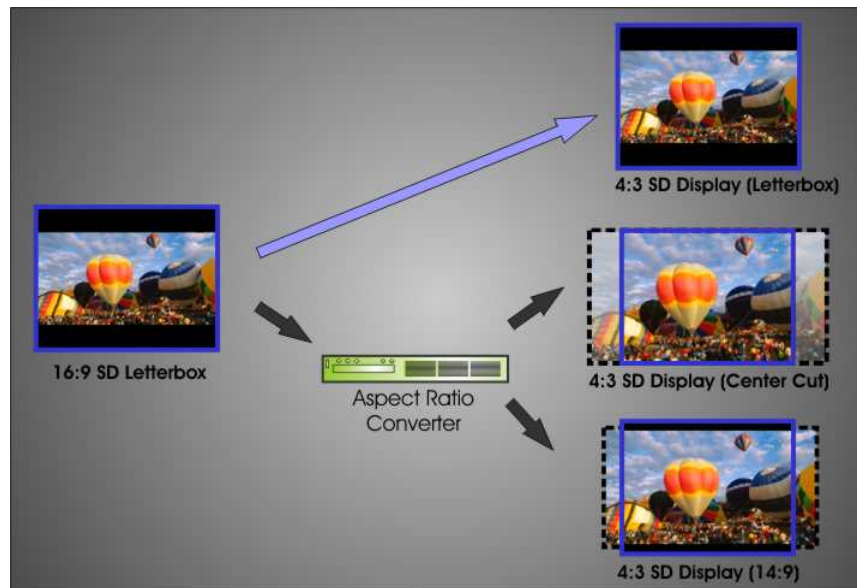 4:3 SD Display (Letterbox)
16:9 SD Letterbox
Aspect Ratio
Converter
4:3 SD Display (Center Cut)
4:3 SD Display (14:9)